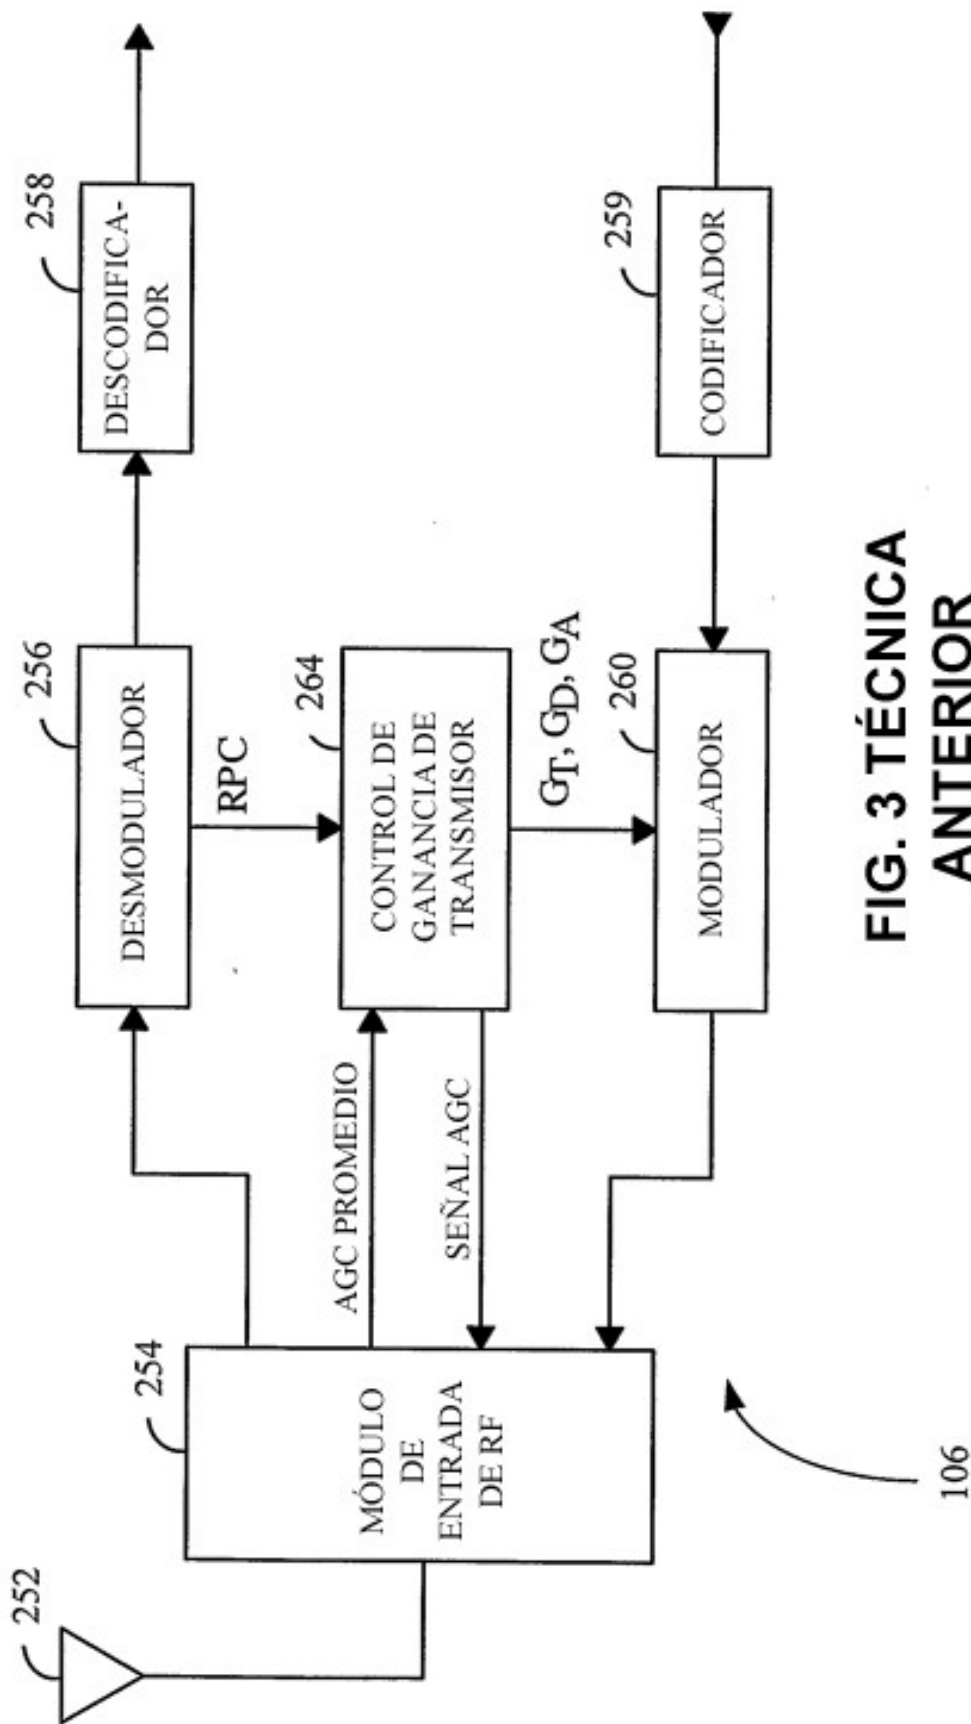 252
254
MÓDULO
DE
ENTRADA
DE RF
AGC PROMEDIO
SEÑAL AGC
256
DESMODULADOR
RPC
264
CONTROL DE
GANANCIA DE
TRANSMISOR
GT, GD, GA
260
MODULADOR
258
DESCODIFICA-
DOR
259
CODIFICADOR
106
FIG. 3 TÉCNICA
ANTERIOR